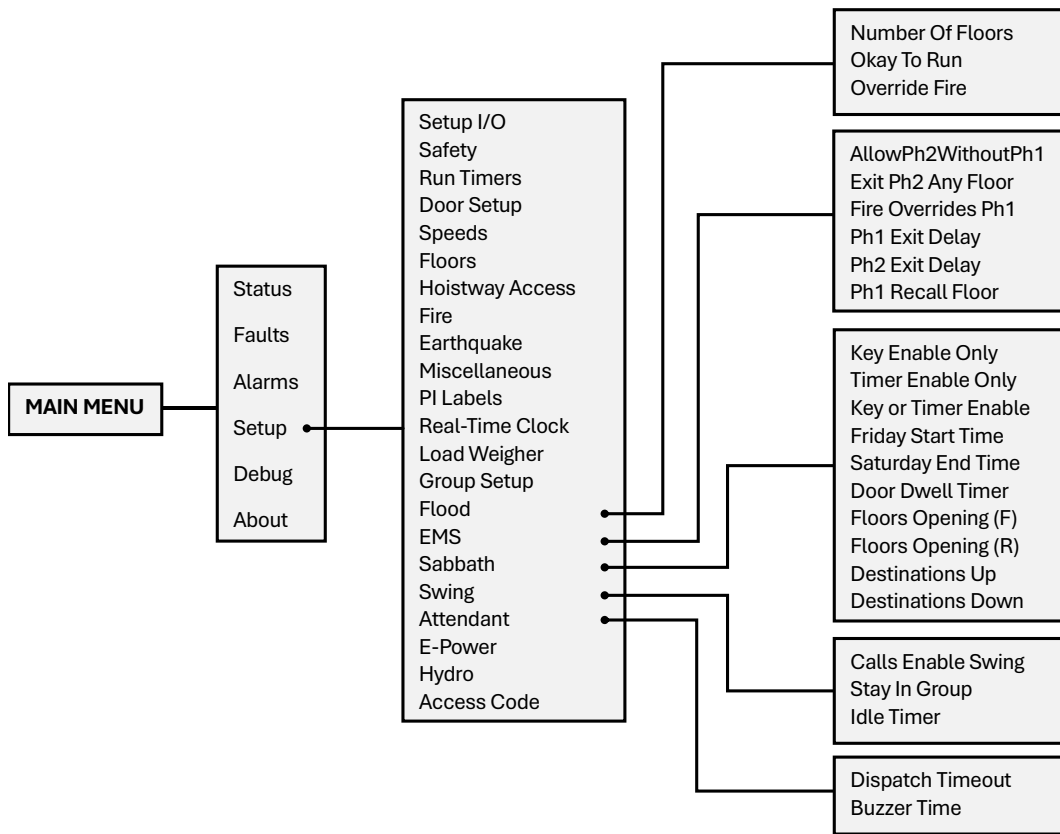 MAIN MENU
Status
Faults
Alarms
Setup
Debug
About
Setup I/O
Safety
Run Timers
Door Setup
Speeds
Floors
Hoistway Access
Fire
Earthquake
Miscellaneous
PI Labels
Real-Time Clock
Load Weigher
Group Setup
Flood
EMS
Sabbath
Swing
Attendant
E-Power
Hydro
Access Code
Number Of Floors
Okay To Run
Override Fire
AllowPh2WithoutPh1
Exit Ph2 Any Floor
Fire Overrides Ph1
Ph1 Exit Delay
Ph2 Exit Delay
Ph1 Recall Floor
Key Enable Only
Timer Enable Only
Key or Timer Enable
Friday Start Time
Saturday End Time
Door Dwell Timer
Floors Opening (F)
Floors Opening (R)
Destinations Up
Destinations Down
Calls Enable Swing
Stay In Group
Idle Timer
Dispatch Timeout
Buzzer Time